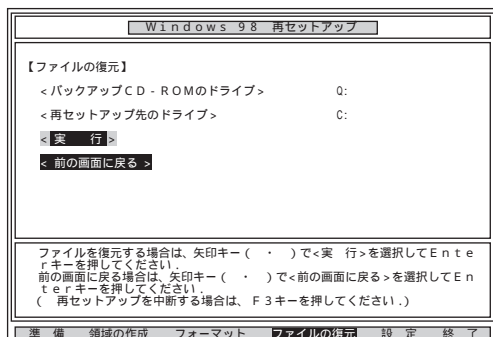 Windows 98 再セットアップ
【ファイルの復元】
<バックアップCD-ROMのドライブ> Q:
<再セットアップ先のドライブ> C:
<実 行>
<前の画面に戻る>
ファイルを復元する場合は、矢印キー( ・ )で<実 行>を選択してEnte
rキーを押してください.
前の画面に戻る場合は、矢印キー( ・ )で<前の画面に戻る>を選択してEn
terキーを押してください.
( 再セットアップを中断する場合は、F3キーを押してください.)
準 備 領域の作成 フォーマット ファイルの復元 設 定 終 了